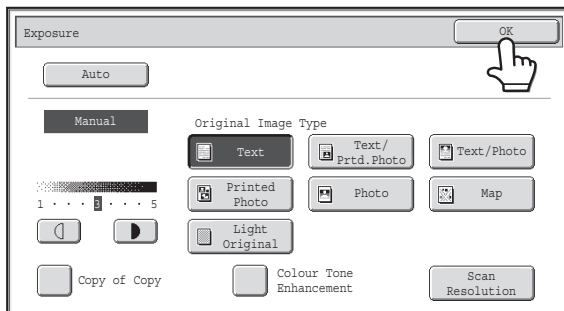 Exposure
OK
Auto
Manual
Original Image Type
Text
Text/
Prtd.Photo
Text/Photo
Printed
Photo
Photo
Map
1 · · · 3 · · · 5
Light
Original
Copy of Copy
Colour Tone
Enhancement
Scan
Resolution